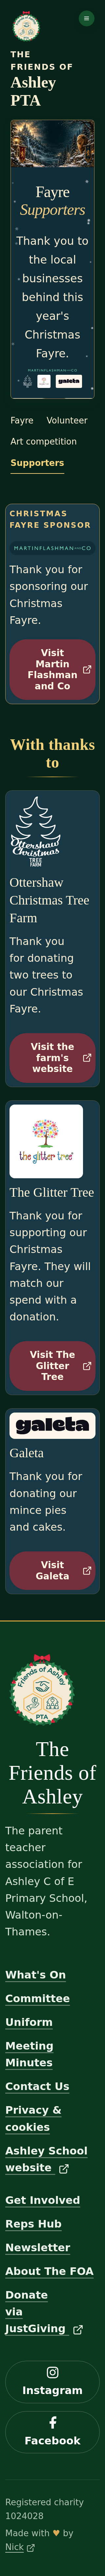 THE
FRIENDS OF
Ashley
PTA
Fayre
Supporters
Thank you to
the local
businesses
behind this
year's
Christmas
Fayre.
MARTINFLASHMAN CO
galeta
Fayre
Volunteer
Art competition
Supporters
CHRISTMAS
FAYRE SPONSOR
MARTINFLASHMAN CO
Thank you for
sponsoring our
Christmas
Fayre.
Visit
Martin
Flashman
and Co
With thanks
to
Ottershaw
Christmas
TREE
FARM
Ottershaw
Christmas Tree
Farm
Thank you
for donating
two trees to
our Christmas
Fayre.
Visit the
farm's
website
the glitter tree
The Glitter Tree
Thank you for
supporting our
Christmas
Fayre. They will
match our
spend with a
donation.
Visit The
Glitter
Tree
galeta
Galeta
Thank you for
donating our
mince pies
and cakes.
Visit
Galeta
Friends of Ashley
PTA
The
Friends of
Ashley
The parent
teacher
association for
Ashley C of E
Primary School,
Walton-on-
Thames.
What's On
Committee
Uniform
Meeting
Minutes
Contact Us
Privacy &
cookies
Ashley School
website
Get Involved
Reps Hub
Newsletter
About The FOA
Donate
via
JustGiving
Instagram
Facebook
Registered charity
1024028
Made with ♥ by
Nick